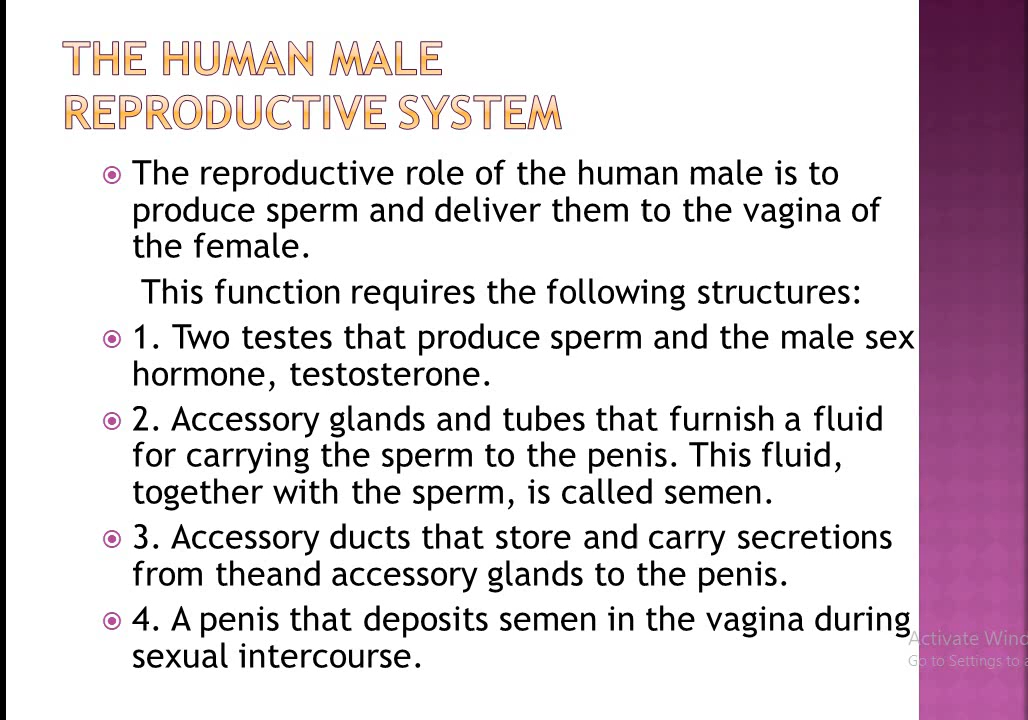 THE HUMAN MALE
REPRODUCTIVE SYSTEM
The reproductive role of the human male is to
produce sperm and deliver them to the vagina of
the female.
This function requires the following structures:
1. Two testes that produce sperm and the male sex
hormone, testosterone.
2. Accessory glands and tubes that furnish a fluid
for carrying the sperm to the penis. This fluid,
together with the sperm, is called semen.
3. Accessory ducts that store and carry secretions
from theand accessory glands to the penis.
4. A penis that deposits semen in the vagina during
sexual intercourse.
Activate Wind
Go to Settings to a